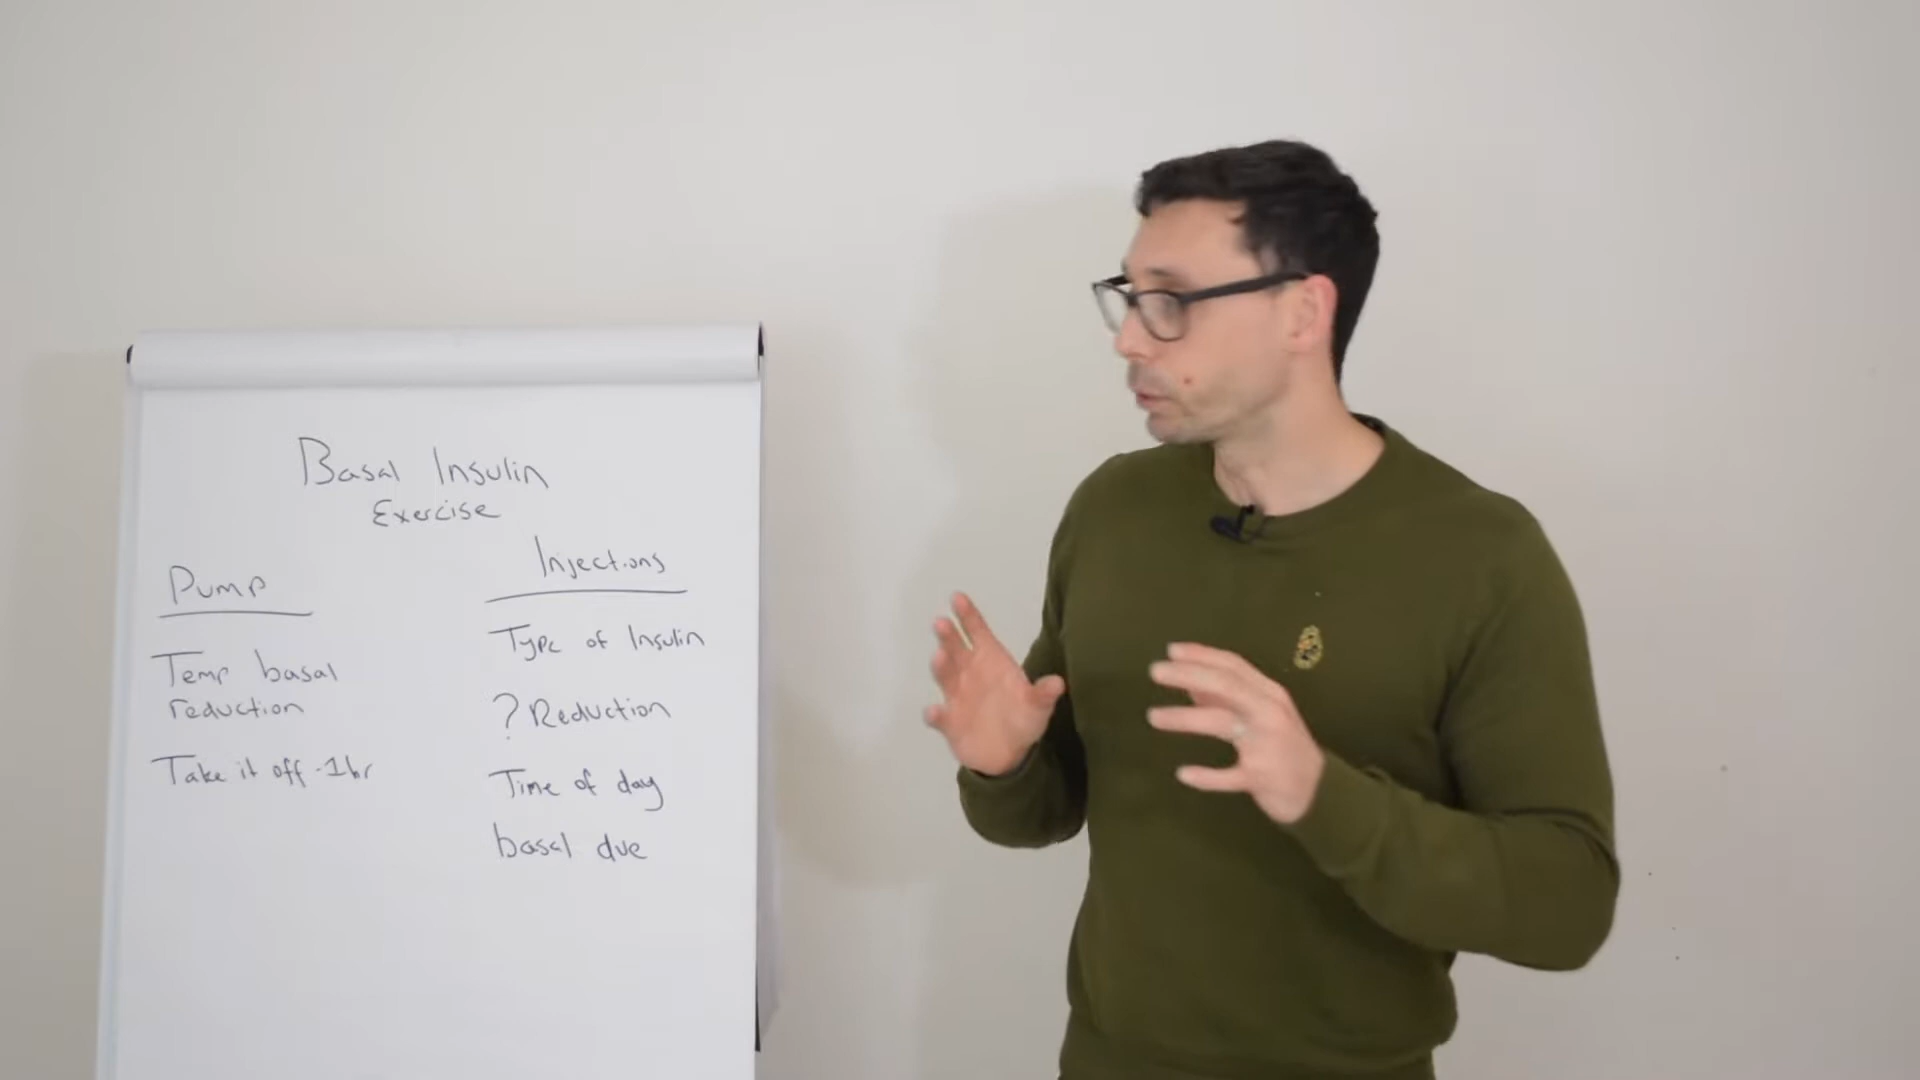 Basal Insulin
Exercise
Pump
Temp basal
reduction
Take it off - 1hr
Injections
Type of Insulin
? Reduction
Time of day
basal due